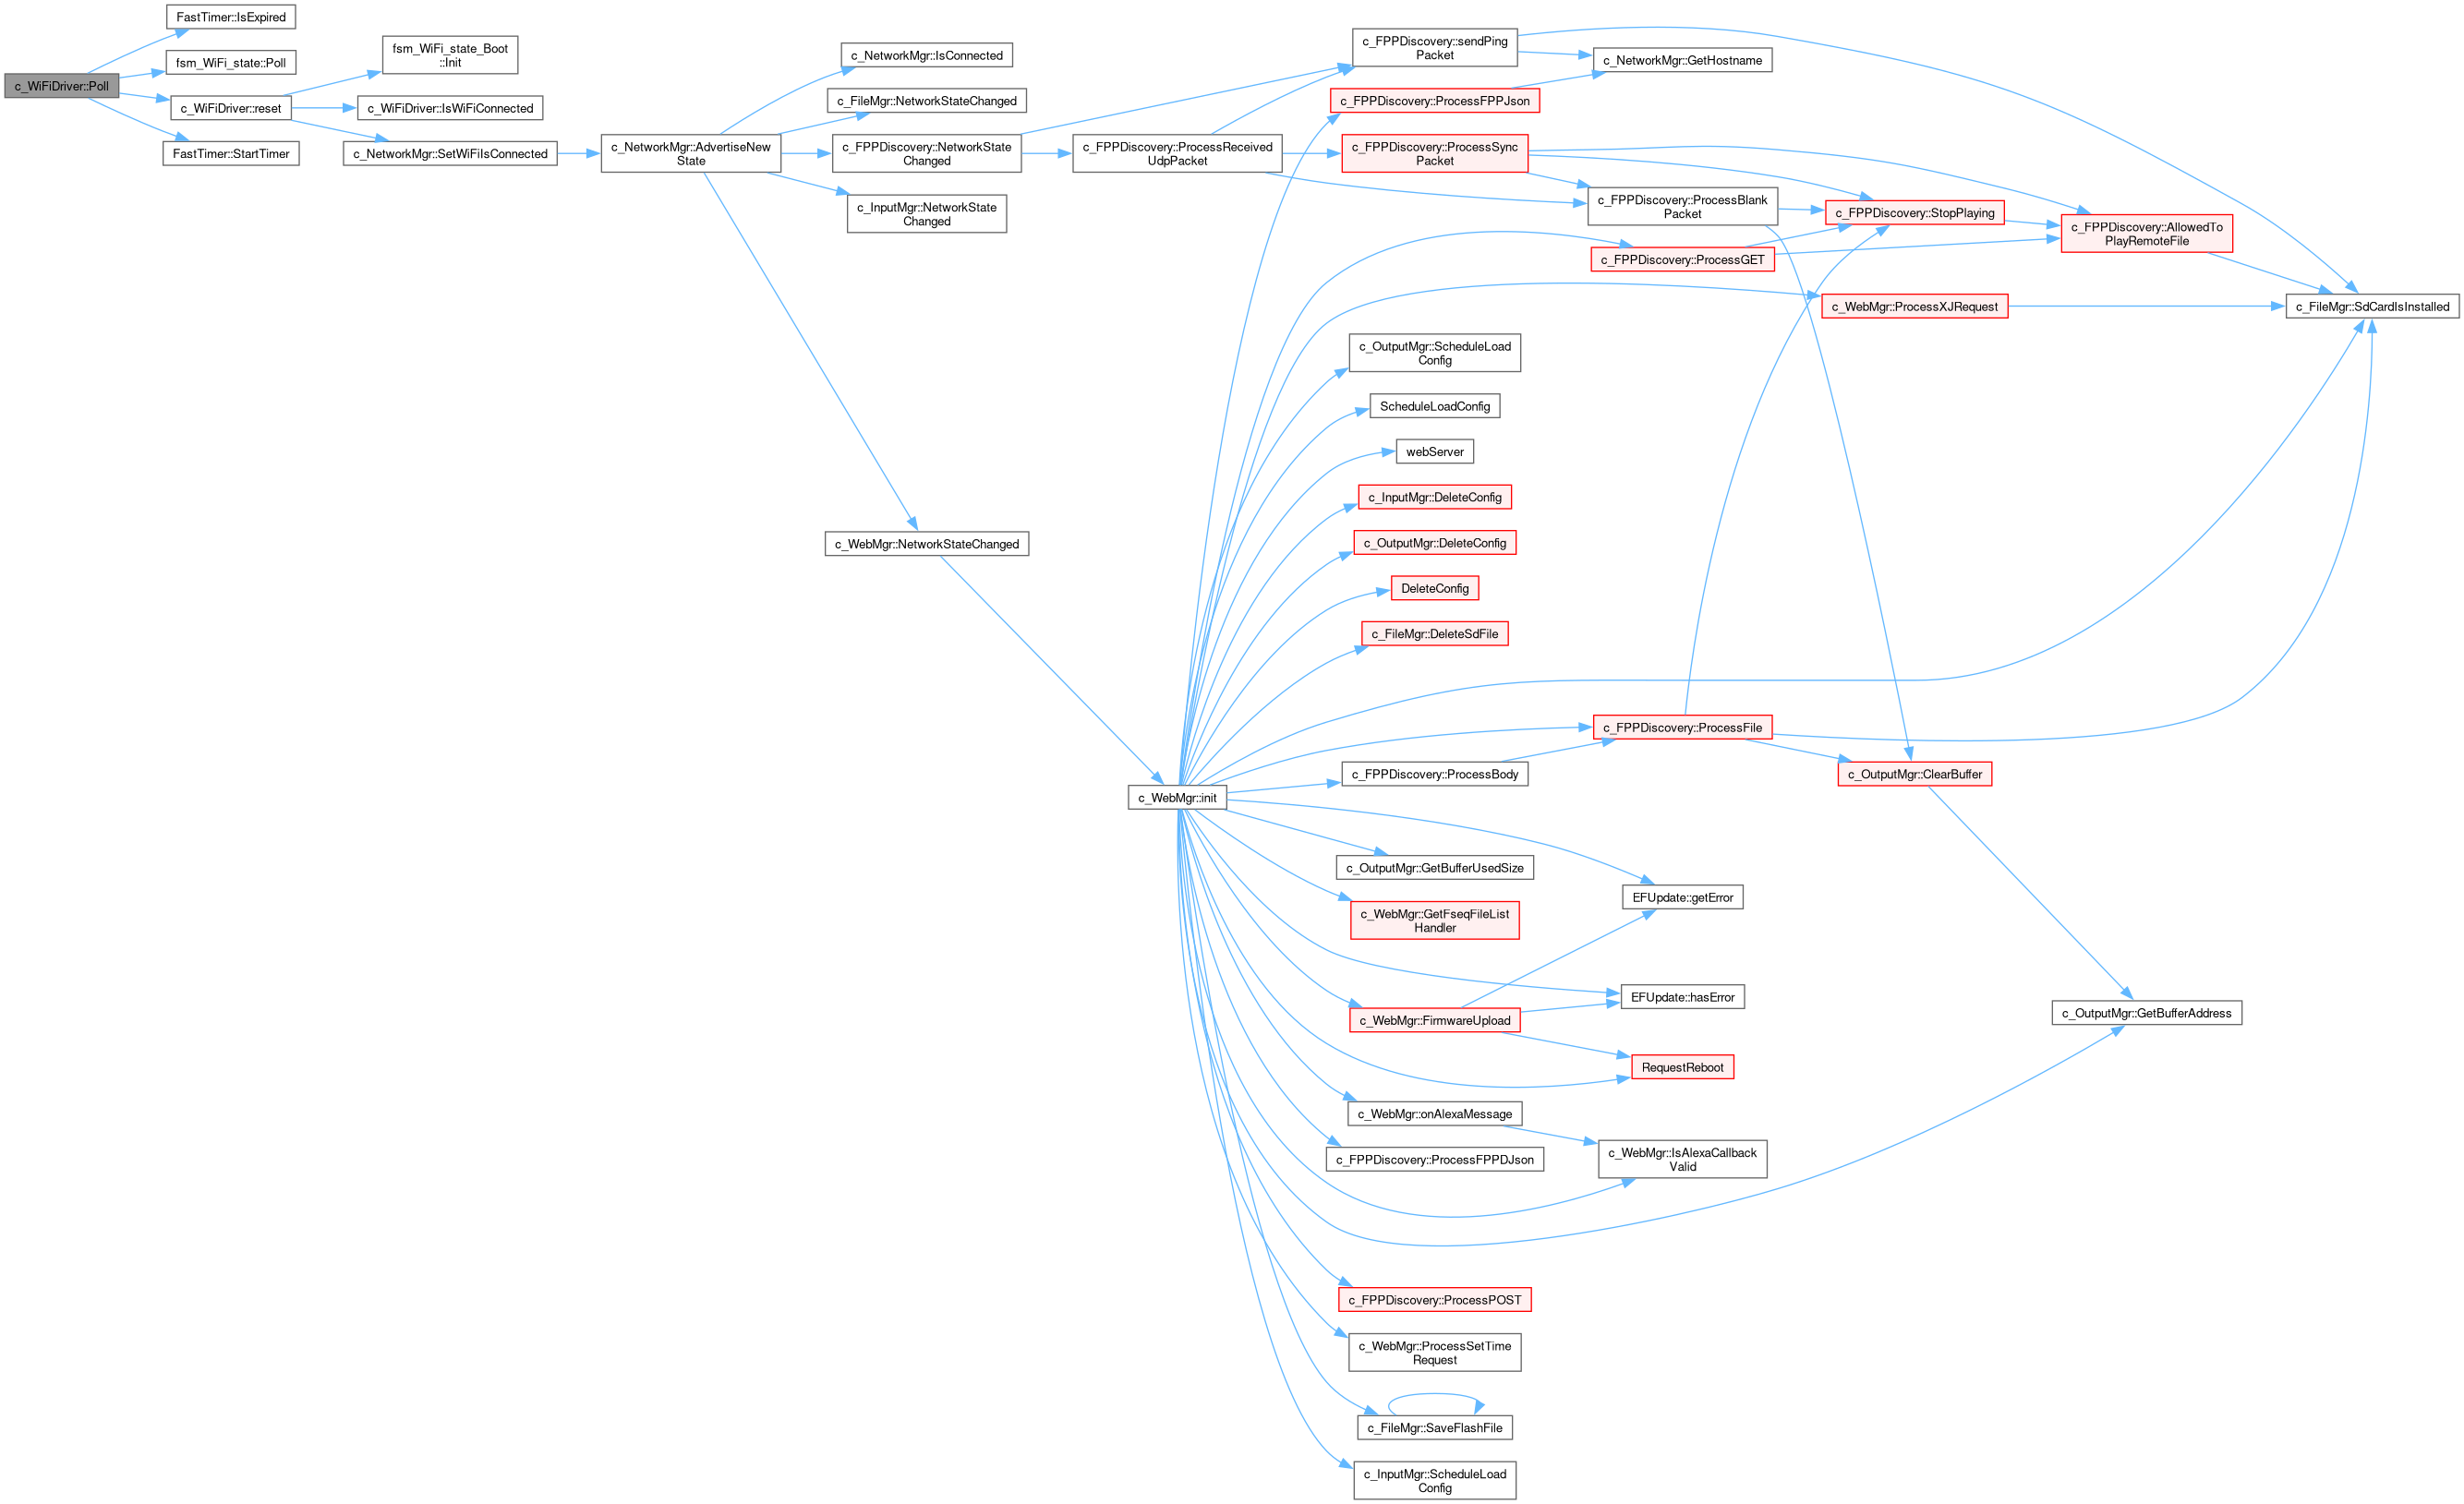 c_WiFiDriver::Poll
FastTimer::IsExpired
fsm_WiFi_state::Poll
c_WiFiDriver::reset
FastTimer::StartTimer
fsm_WiFi_state_Boot
::Init
c_WiFiDriver::IsWiFiConnected
c_NetworkMgr::SetWiFiIsConnected
c_NetworkMgr::AdvertiseNew
State
c_NetworkMgr::IsConnected
c_FileMgr::NetworkStateChanged
c_FPPDiscovery::NetworkState
Changed
c_InputMgr::NetworkState
Changed
c_WebMgr::NetworkStateChanged
c_FPPDiscovery::ProcessReceived
UdpPacket
c_WebMgr::init
c_FPPDiscovery::sendPing
Packet
c_FPPDiscovery::ProcessFPPJson
c_FPPDiscovery::ProcessSync
Packet
c_NetworkMgr::GetHostname
c_FPPDiscovery::ProcessBlank
Packet
c_FPPDiscovery::ProcessGET
c_FPPDiscovery::StopPlaying
c_FPPDiscovery::AllowedTo
PlayRemoteFile
c_WebMgr::ProcessXJRequest
c_FileMgr::SdCardIsInstalled
c_OutputMgr::ScheduleLoad
Config
ScheduleLoadConfig
webServer
c_InputMgr::DeleteConfig
c_OutputMgr::DeleteConfig
DeleteConfig
c_FileMgr::DeleteSdFile
c_FPPDiscovery::ProcessFile
c_FPPDiscovery::ProcessBody
c_OutputMgr::ClearBuffer
c_OutputMgr::GetBufferUsedSize
EFUpdate::getError
c_WebMgr::GetFseqFileList
Handler
EFUpdate::hasError
c_WebMgr::FirmwareUpload
c_OutputMgr::GetBufferAddress
RequestReboot
c_WebMgr::onAlexaMessage
c_FPPDiscovery::ProcessFPPDJson
c_WebMgr::IsAlexaCallback
Valid
c_FPPDiscovery::ProcessPOST
c_WebMgr::ProcessSetTime
Request
c_FileMgr::SaveFlashFile
c_InputMgr::ScheduleLoad
Config